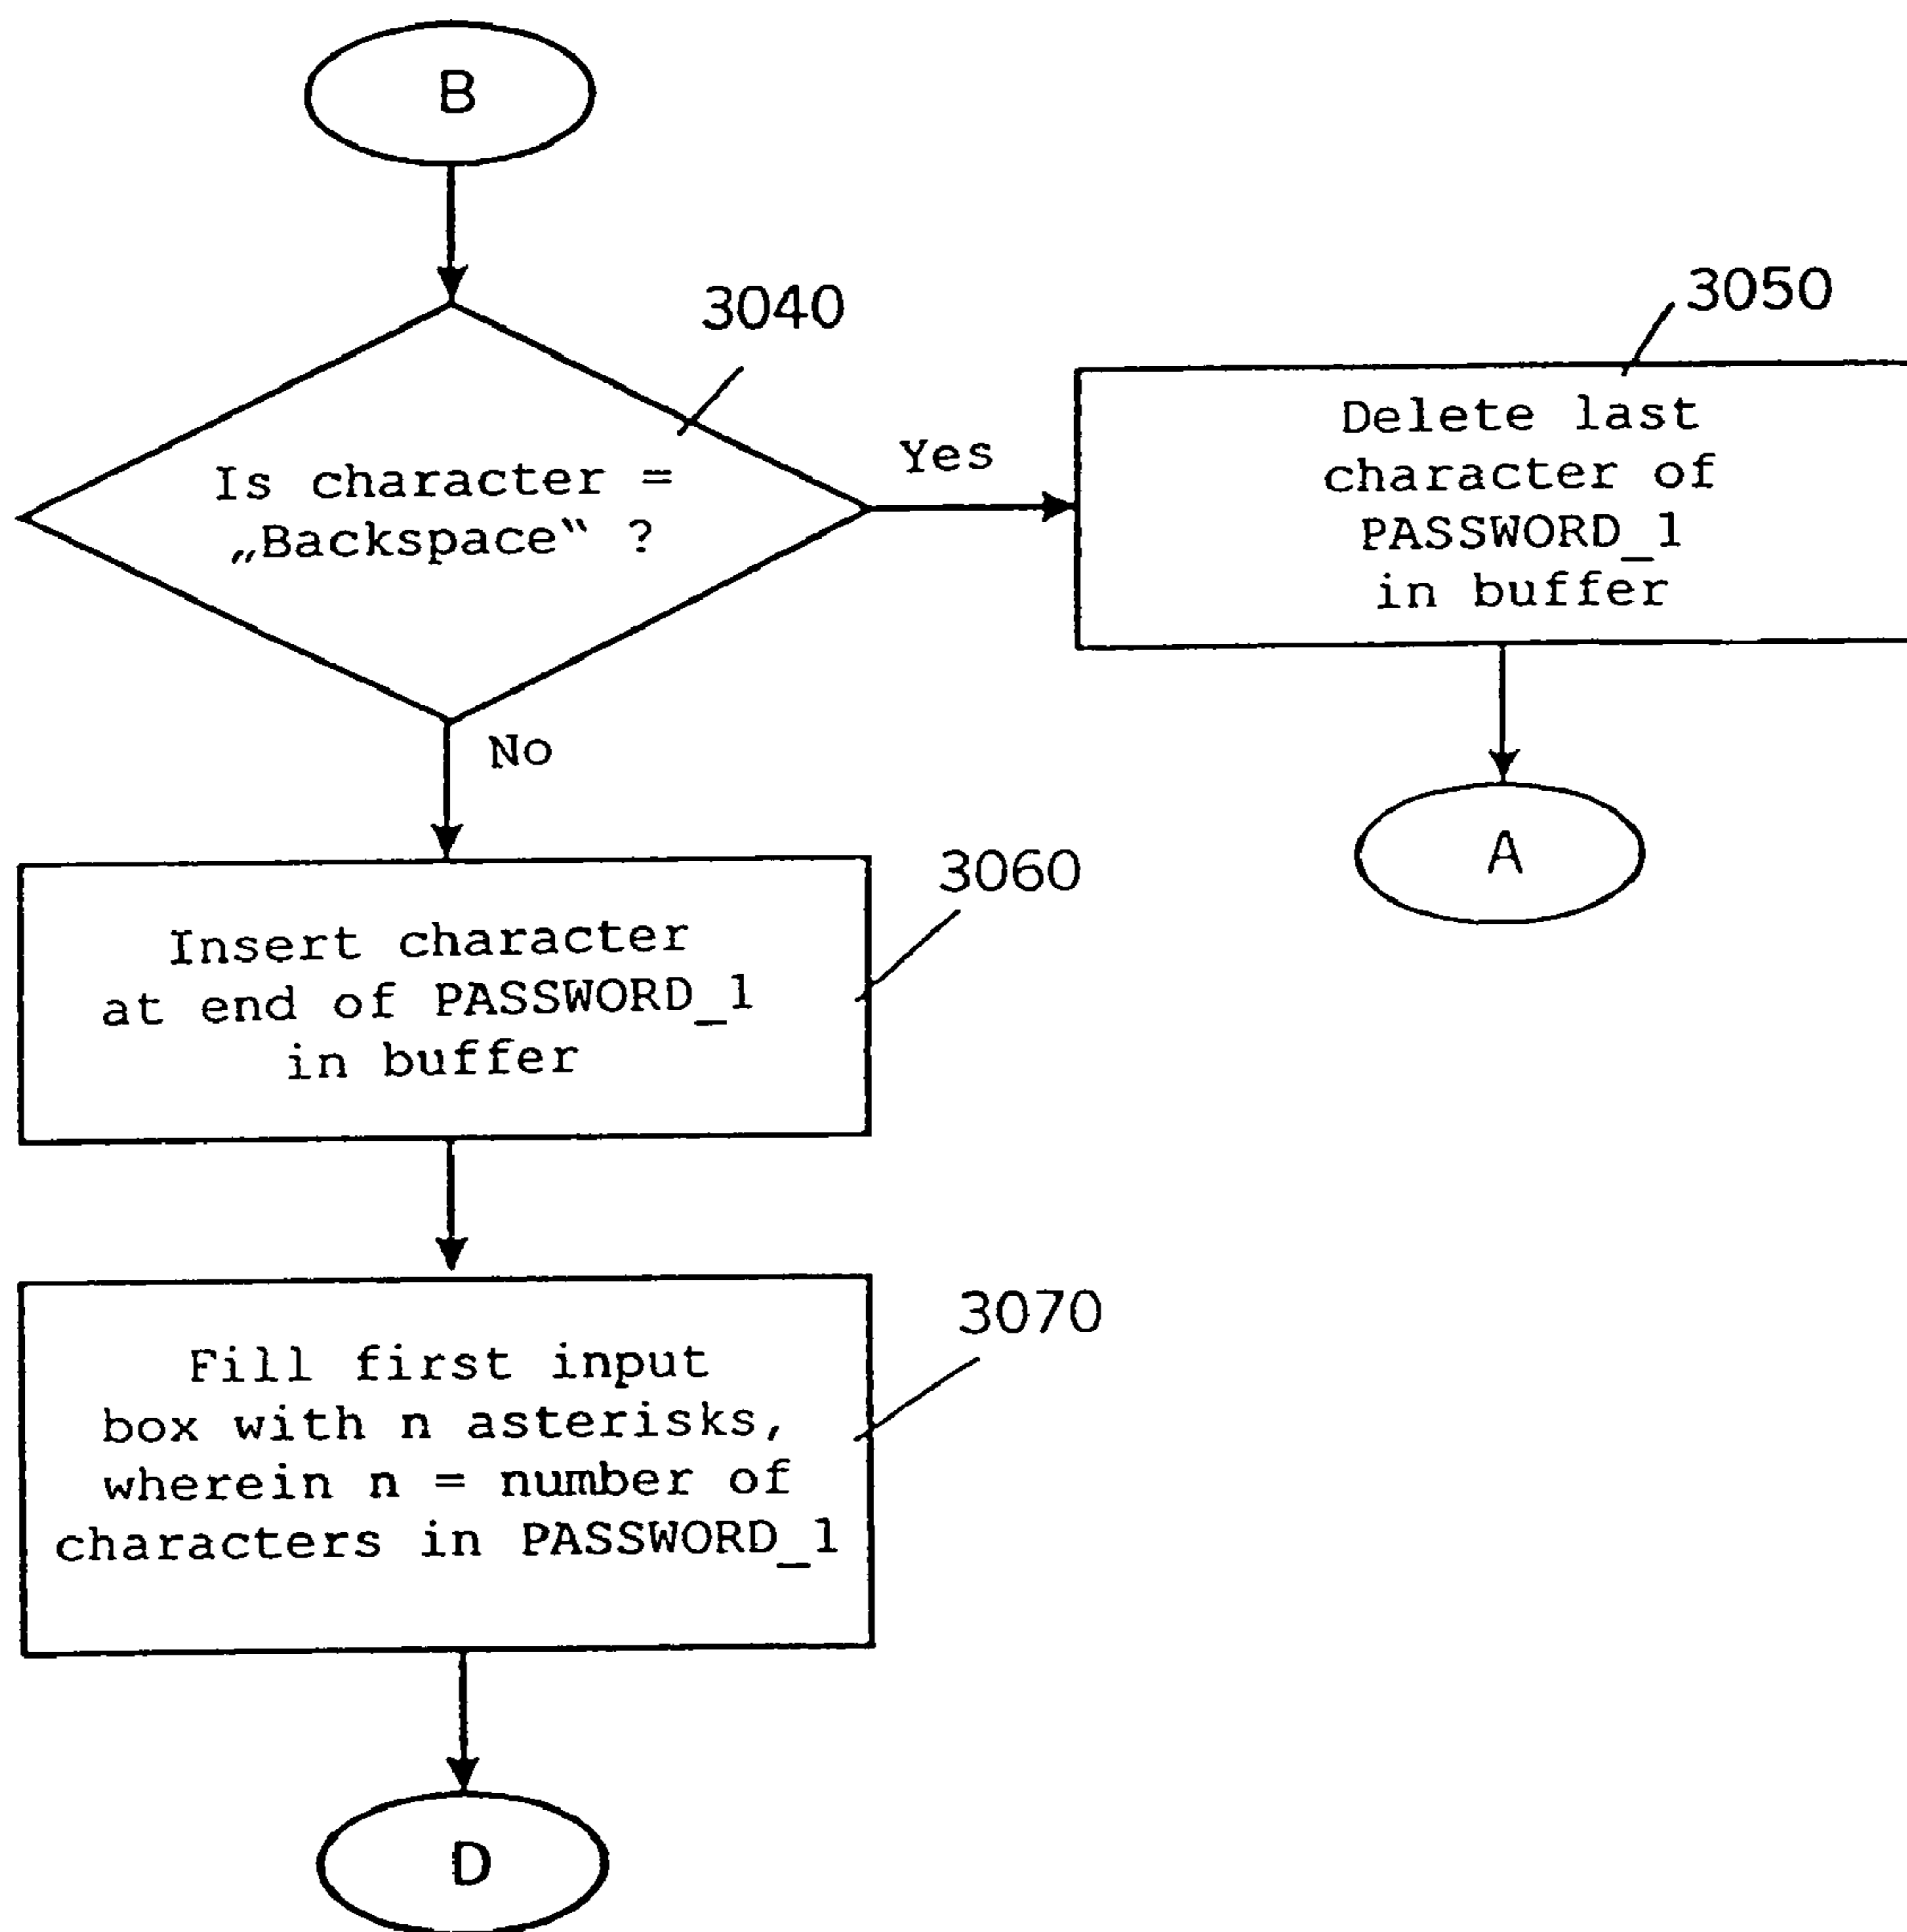 B
3040
Is character =
„Backspace“ ?
Yes
3050
Delete last
character of
PASSWORD_1
in buffer
No
A
3060
Insert character
at end of PASSWORD_1
in buffer
3070
Fill first input
box with n asterisks,
wherein n = number of
characters in PASSWORD_1
D